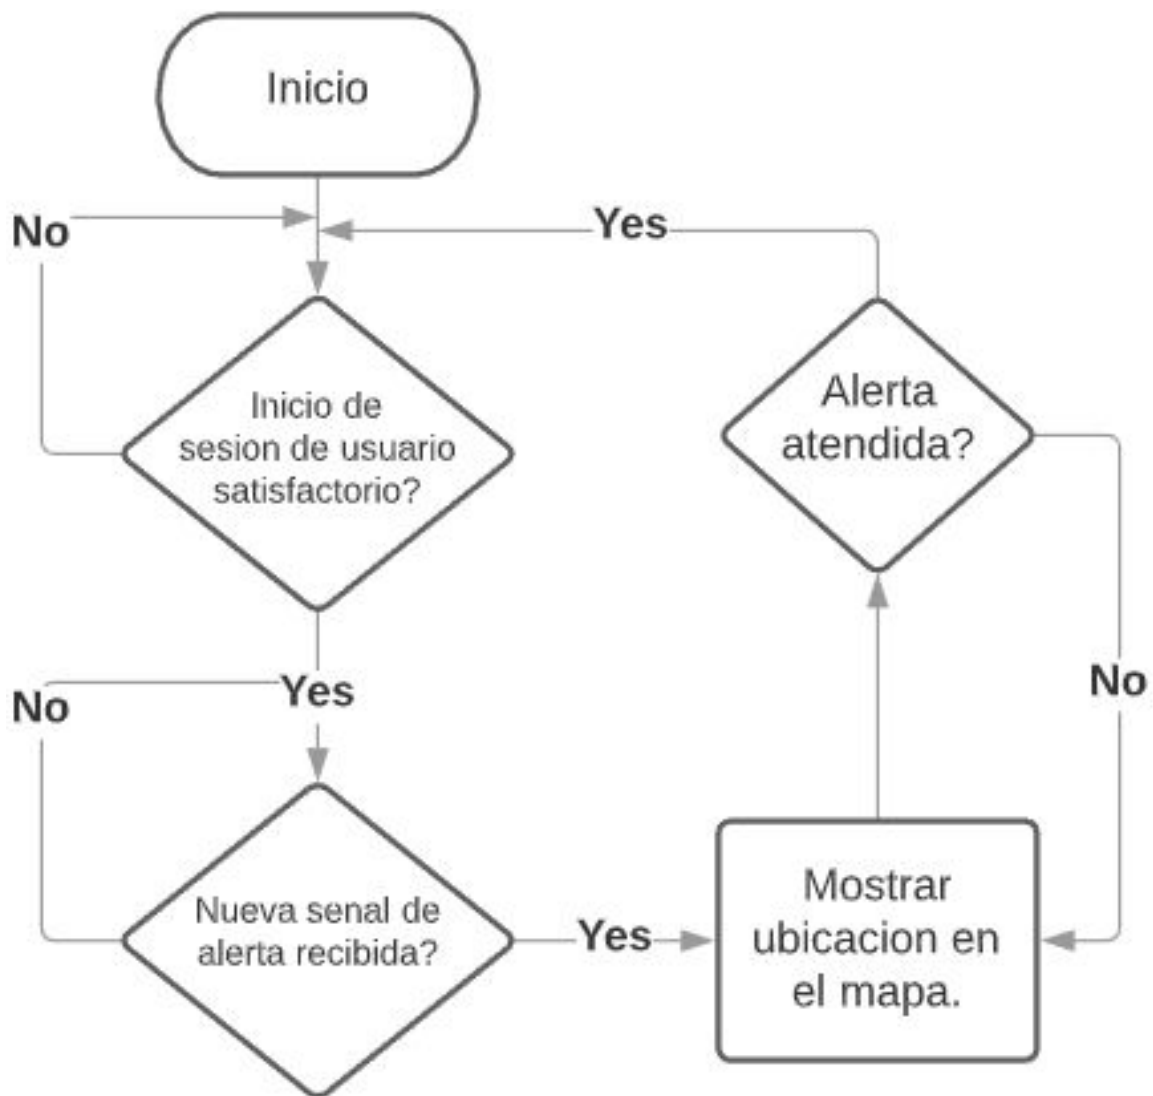 Inicio
No
Yes
Inicio de
sesion de usuario
satisfactorio?
Alerta
atendida?
No
Yes
No
Nueva senal de
alerta recibida?
Yes
Mostrar
ubicacion en
el mapa.